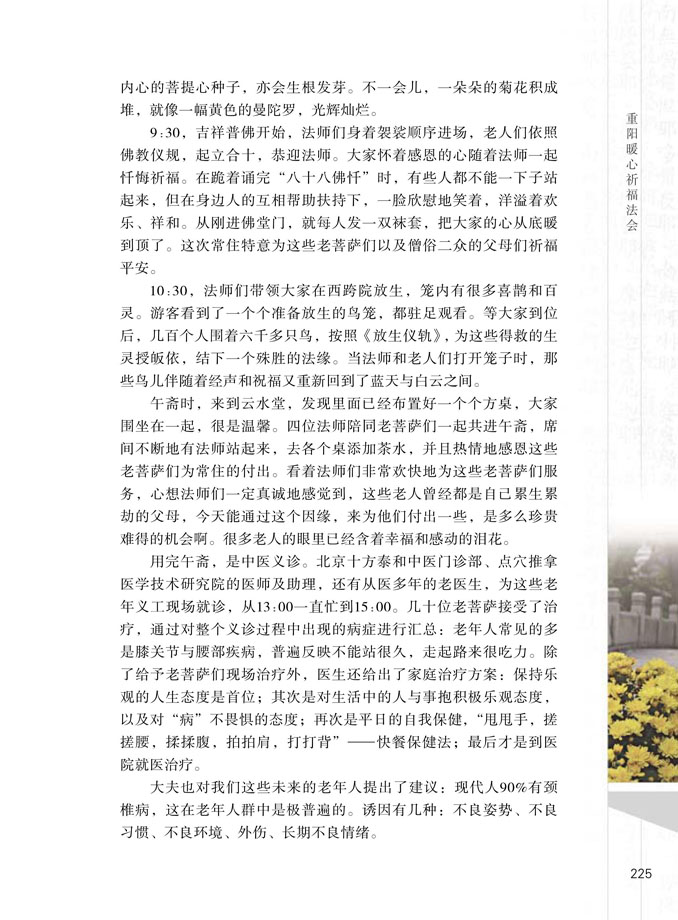 内心的菩提心种子，亦会生根发芽。不一会儿，一朵朵的菊花积成
堆，就像一幅黄色的曼陀罗，光辉灿烂。
9:30，吉祥普佛开始，法师们身着袈裟顺序进场，老人们依照
佛教仪规，起立合十，恭迎法师。大家怀着感恩的心随着法师一起
忏悔祈福。在跪着诵完“八十八佛忏”时，有些人都不能一下子站
起来，但在身边人的互相帮助扶持下，一脸欣慰地笑着，洋溢着欢
乐、祥和。从刚进佛堂门，就每人发一双袜套，把大家的心从底暖
到顶了。这次常住特意为这些老菩萨们以及僧俗二众的父母们祈福
平安。
10:30，法师们带领大家在西跨院放生，笼内有很多喜鹊和百
灵。游客看到了一个个准备放生的鸟笼，都驻足观看。等大家到位
后，几百个人围着六千多只鸟，按照《放生仪轨》，为这些得救的生
灵授皈依，结下一个殊胜的法缘。当法师和老人们打开笼子时，那
些鸟儿伴随着经声和祝福又重新回到了蓝天与白云之间。
午斋时，来到云水堂，发现里面已经布置好一个个方桌，大家
围坐在一起，很是温馨。四位法师陪同老菩萨们一起共进午斋，席
间不断地有法师站起来，去各个桌添加茶水，并且热情地感恩这些
老菩萨们为常住的付出。看着法师们非常欢快地为这些老菩萨们服
务，心想法师们一定真诚地感觉到，这些老人曾经都是自己累生累
劫的父母，今天能通过这个因缘，来为他们付出一些，是多么珍贵
难得的机会啊。很多老人的眼里已经含着幸福和感动的泪花。
用完午斋，是中医义诊。北京十方泰和中医门诊部、点穴推拿
医学技术研究院的医师及助理，还有从医多年的老医生，为这些老
年义工现场就诊，从13:00一直忙到15:00。几十位老菩萨接受了治
疗，通过对整个义诊过程中出现的病症进行汇总：老年人常见的多
是膝关节与腰部疾病，普遍反映不能站很久，走起路来很吃力。除
了给予老菩萨们现场治疗外，医生还给出了家庭治疗方案：保持乐
观的人生态度是首位；其次是对生活中的人与事抱积极乐观态度，
以及对“病”不畏惧的态度；再次是平日的自我保健，“甩甩手，搓
搓腰，揉揉腹，拍拍肩，打打背”——快餐保健法；最后才是到医
院就医治疗。
大夫也对我们这些未来的老年人提出了建议：现代人90%有颈
椎病，这在老年人群中是极普遍的。诱因有几种：不良姿势、不良
习惯、不良环境、外伤、长期不良情绪。
重阳暖心祈福法会
225